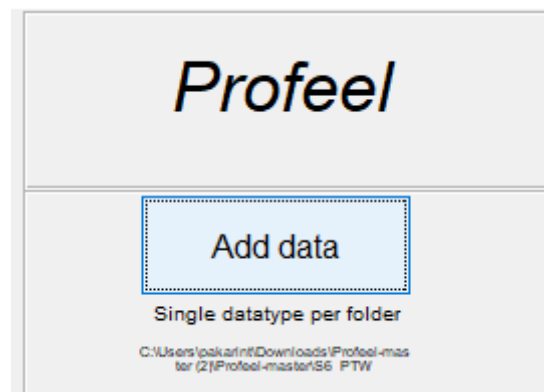 Profeel
Add data
Single datatype per folder
C:\Users\pakarint\Downloads\Profeel-mas
ter (2)\Profeel-master\S6 PTW